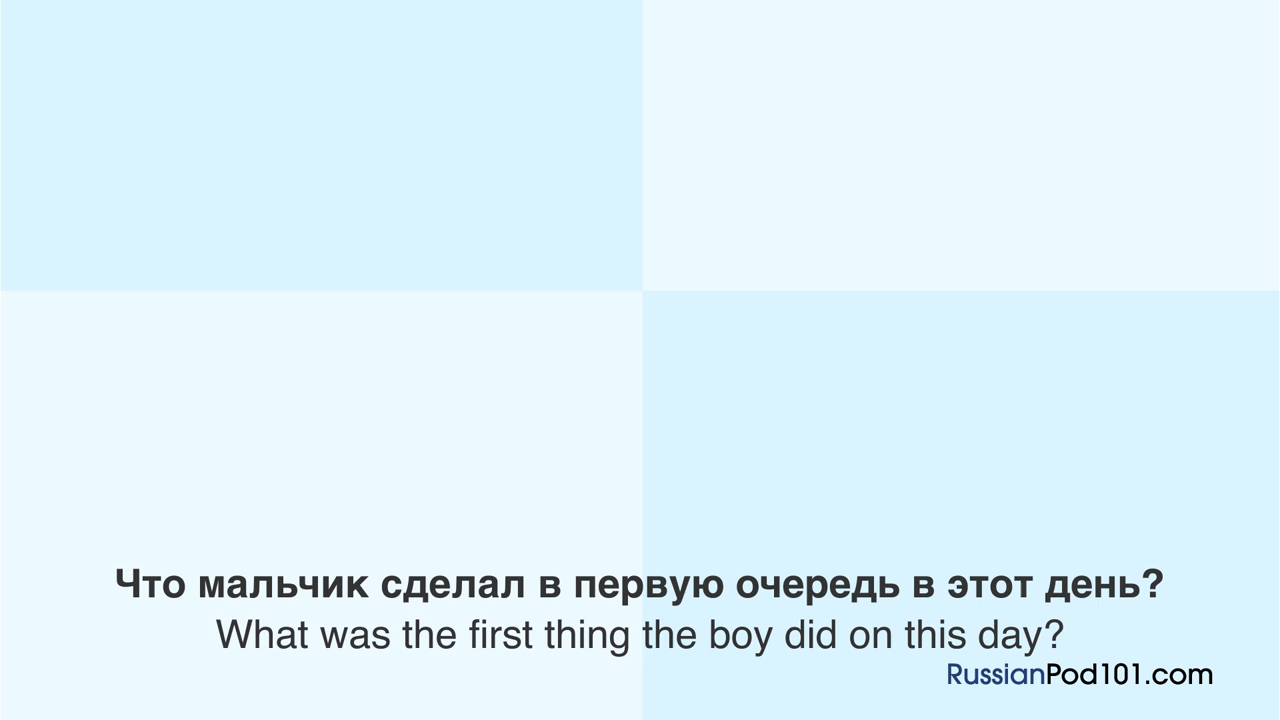 Что мальчик сделал в первую очередь в этот день?
What was the first thing the boy did on this day?
RussianPod101.com